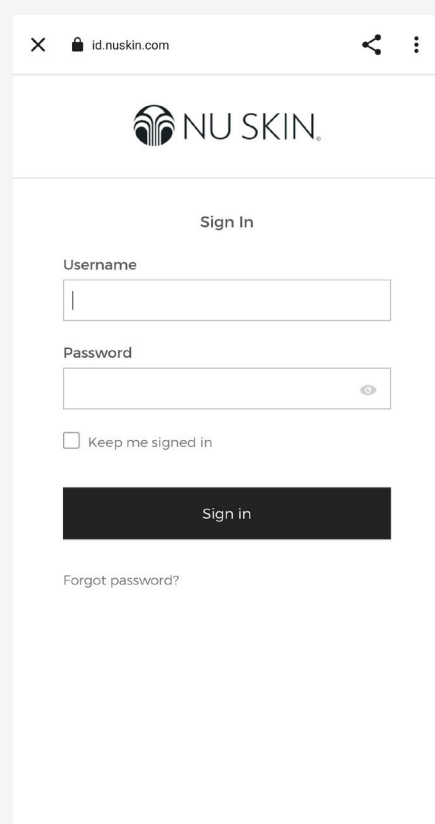 id.nuskin.com
NU SKIN®
Sign In
Username
Password
Keep me signed in
Sign in
Forgot password?